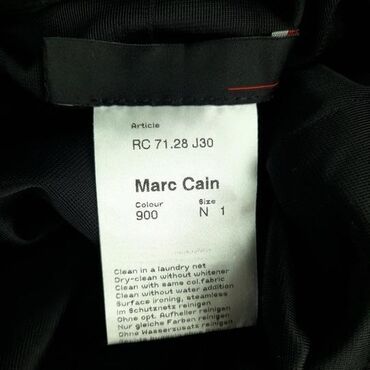 Article
RC 71.28 J30
Marc Cain
Colour Size
900 N 1
Clean in a laundry net
Dry-clean without whitener
Clean with same col.fabric
Clean without water addition
Surface ironing, steamless
Im Schutznetz reinigen
Ohne opt. Aufheller reinigen
Nur gleiche Farben reinigen
Ohne Wasserzusatz reinigen